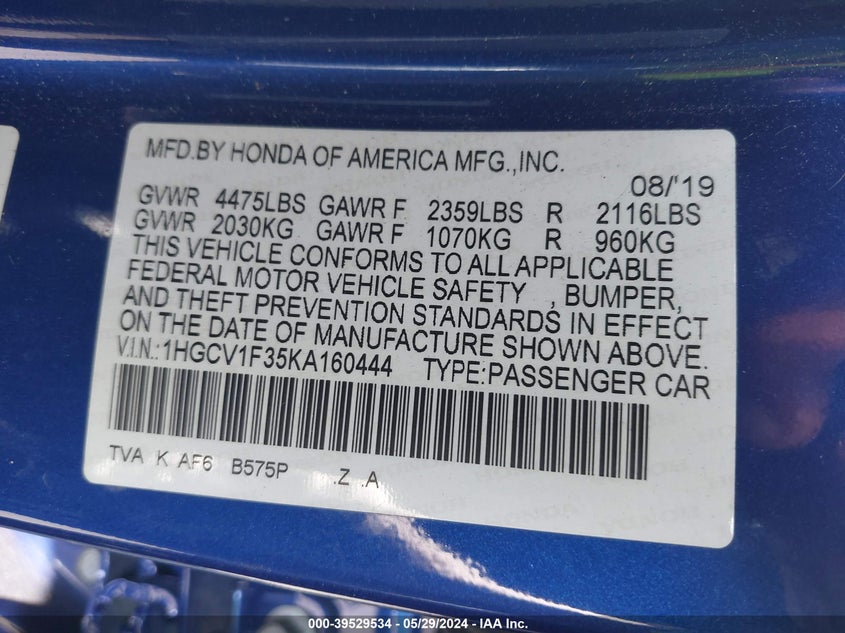 MFD.BY HONDA OF AMERICA MFG.,INC.
08/'19
GVWR 4475LBS GAWR F 2359LBS R 2116LBS
GVWR 2030KG GAWR F 1070KG R 960KG
THIS VEHICLE CONFORMS TO ALL APPLICABLE
FEDERAL MOTOR VEHICLE SAFETY , BUMPER,
AND THEFT PREVENTION STANDARDS IN EFFECT
ON THE DATE OF MANUFACTURE SHOWN ABOVE.
V.I.N.:1HGCV1F35KA160444 TYPE:PASSENGER CAR
TVA K AF6 B575P .Z .A
000-39529534 - 05/29/2024 - IAA Inc.